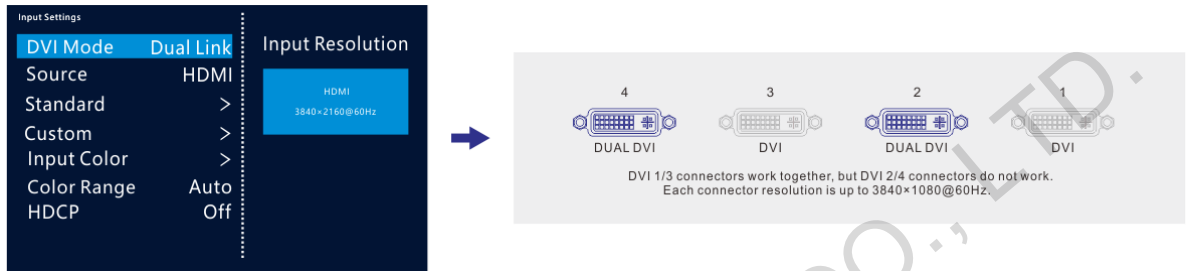 Input Settings
DVI Mode Dual Link
Source HDMI
Standard >
Custom >
Input Color >
Color Range Auto
HDCP Off
Input Resolution
HDMI
3840×2160@60Hz
4 3 2 1
DUAL DVI DVI DUAL DVI DVI
DVI 1/3 connectors work together, but DVI 2/4 connectors do not work.
Each connector resolution is up to 3840×1080@60Hz.
O., LTD.